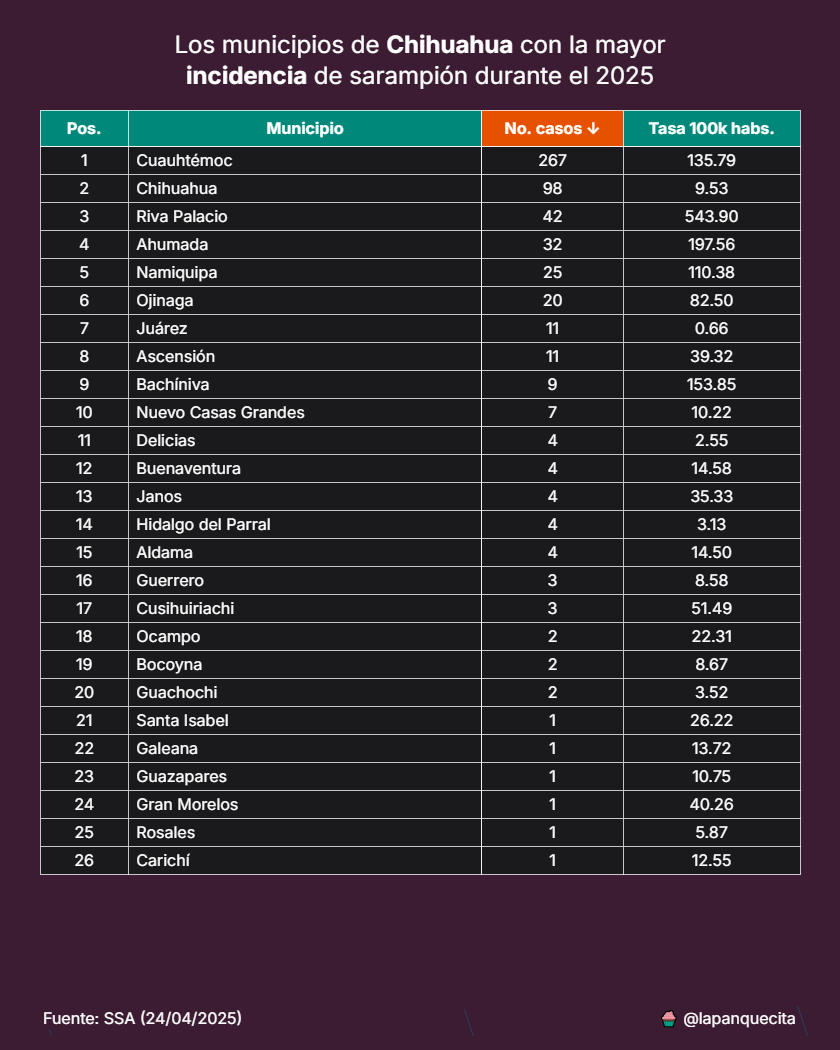 Los municipios de Chihuahua con la mayor
incidencia de sarampión durante el 2025
Pos. Municipio No. casos ↓ Tasa 100k habs.
1 Cuauhtémoc 267 135.79
2 Chihuahua 98 9.53
3 Riva Palacio 42 543.90
4 Ahumada 32 197.56
5 Namiquipa 25 110.38
6 Ojinaga 20 82.50
7 Juárez 11 0.66
8 Ascensión 11 39.32
9 Bachíniva 9 153.85
10 Nuevo Casas Grandes 7 10.22
11 Delicias 4 2.55
12 Buenaventura 4 14.58
13 Janos 4 35.33
14 Hidalgo del Parral 4 3.13
15 Aldama 4 14.50
16 Guerrero 3 8.58
17 Cusihuiriachi 3 51.49
18 Ocampo 2 22.31
19 Bocoyna 2 8.67
20 Guachochi 2 3.52
21 Santa Isabel 1 26.22
22 Galeana 1 13.72
23 Guazapares 1 10.75
24 Gran Morelos 1 40.26
25 Rosales 1 5.87
26 Carichí 1 12.55
Fuente: SSA (24/04/2025) @lapanquecita